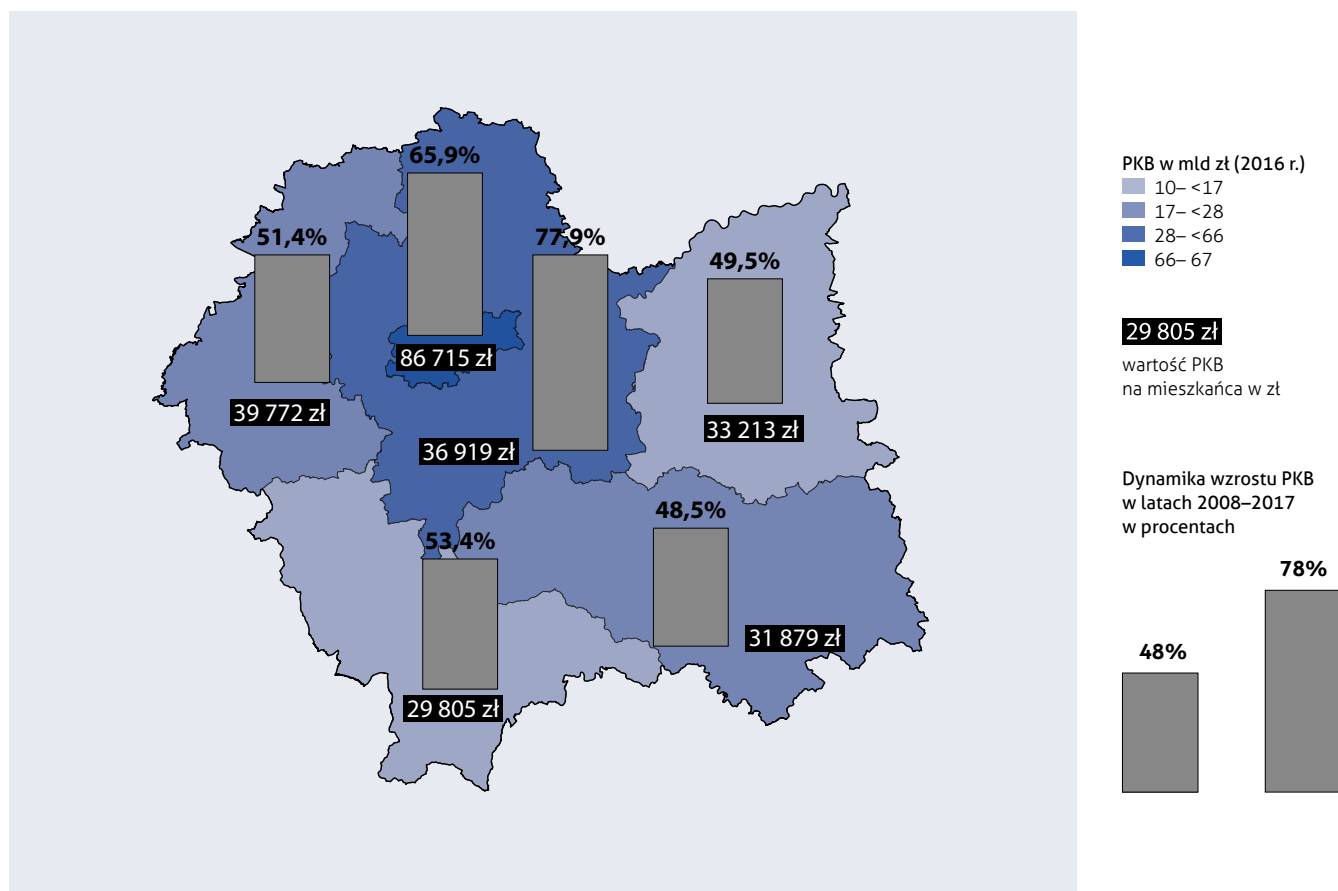 65,9%
51,4%
77,9%
49,5%
86 715 zł
39 772 zł
33 213 zł
36 919 zł
48,5%
53,4%
31 879 zł
29 805 zł
PKB w mld zł (2016 r.)
10– <17
17– <28
28– <66
66– 67
29 805 zł
wartość PKB
na mieszkańca w zł
Dynamika wzrostu PKB
w latach 2008–2017
w procentach
78%
48%